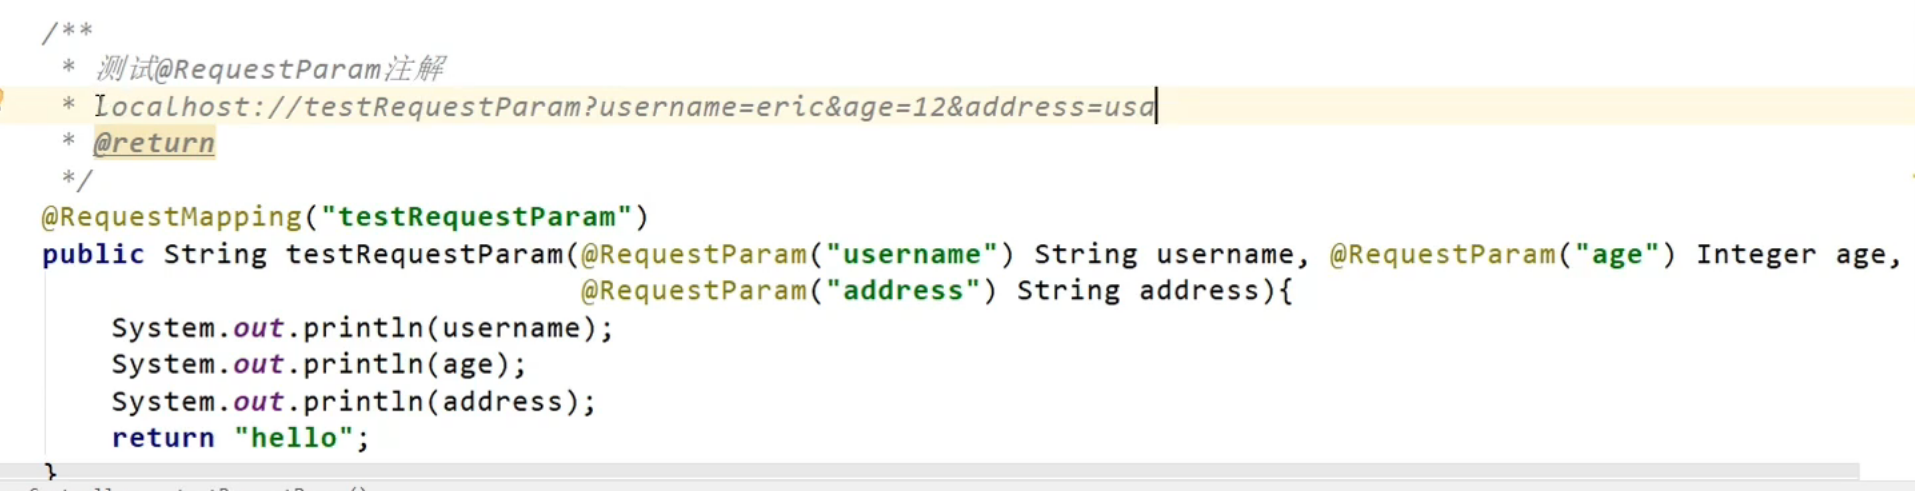 /**
* 测试@RequestParam注解
* localhost://testRequestParam?username=eric&age=12&address=usa
* @return
*/
@RequestMapping("testRequestParam")
public String testRequestParam(@RequestParam("username") String username, @RequestParam("age") Integer age,
@RequestParam("address") String address){
System.out.println(username);
System.out.println(age);
System.out.println(address);
return "hello";
}